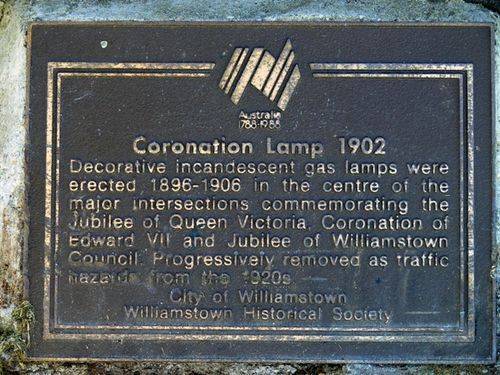 Australia
1788-1988
Coronation Lamp 1902
Decorative incandescent gas lamps were
erected 1896-1906 in the centre of the
major intersections commemorating the
Jubilee of Queen Victoria, Coronation of
Edward VII and Jubilee of Williamstown
Council. Progressively removed as traffic
hazards from the 1920s
City of Williamstown
Williamstown Historical Society